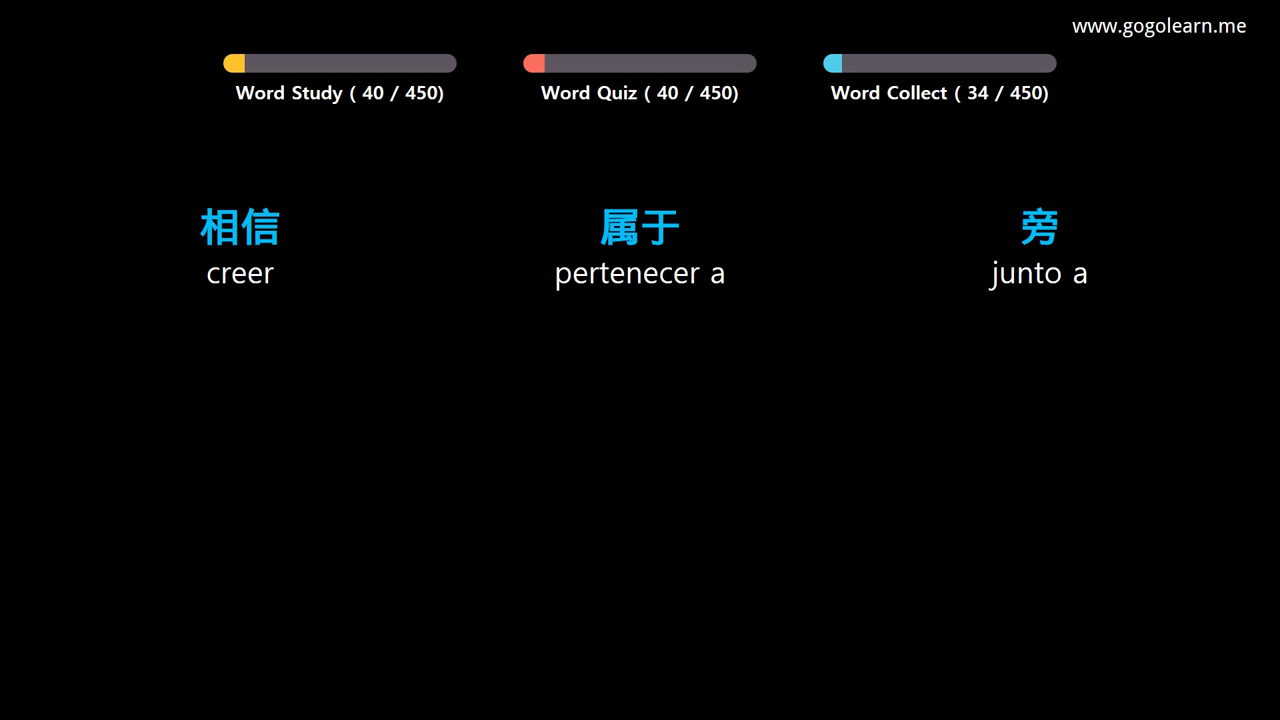 www.gogolearn.me
Word Study ( 40 / 450)
Word Quiz ( 40 / 450)
Word Collect ( 34 / 450)
相信
属于
旁
creer
pertenecer a
junto a